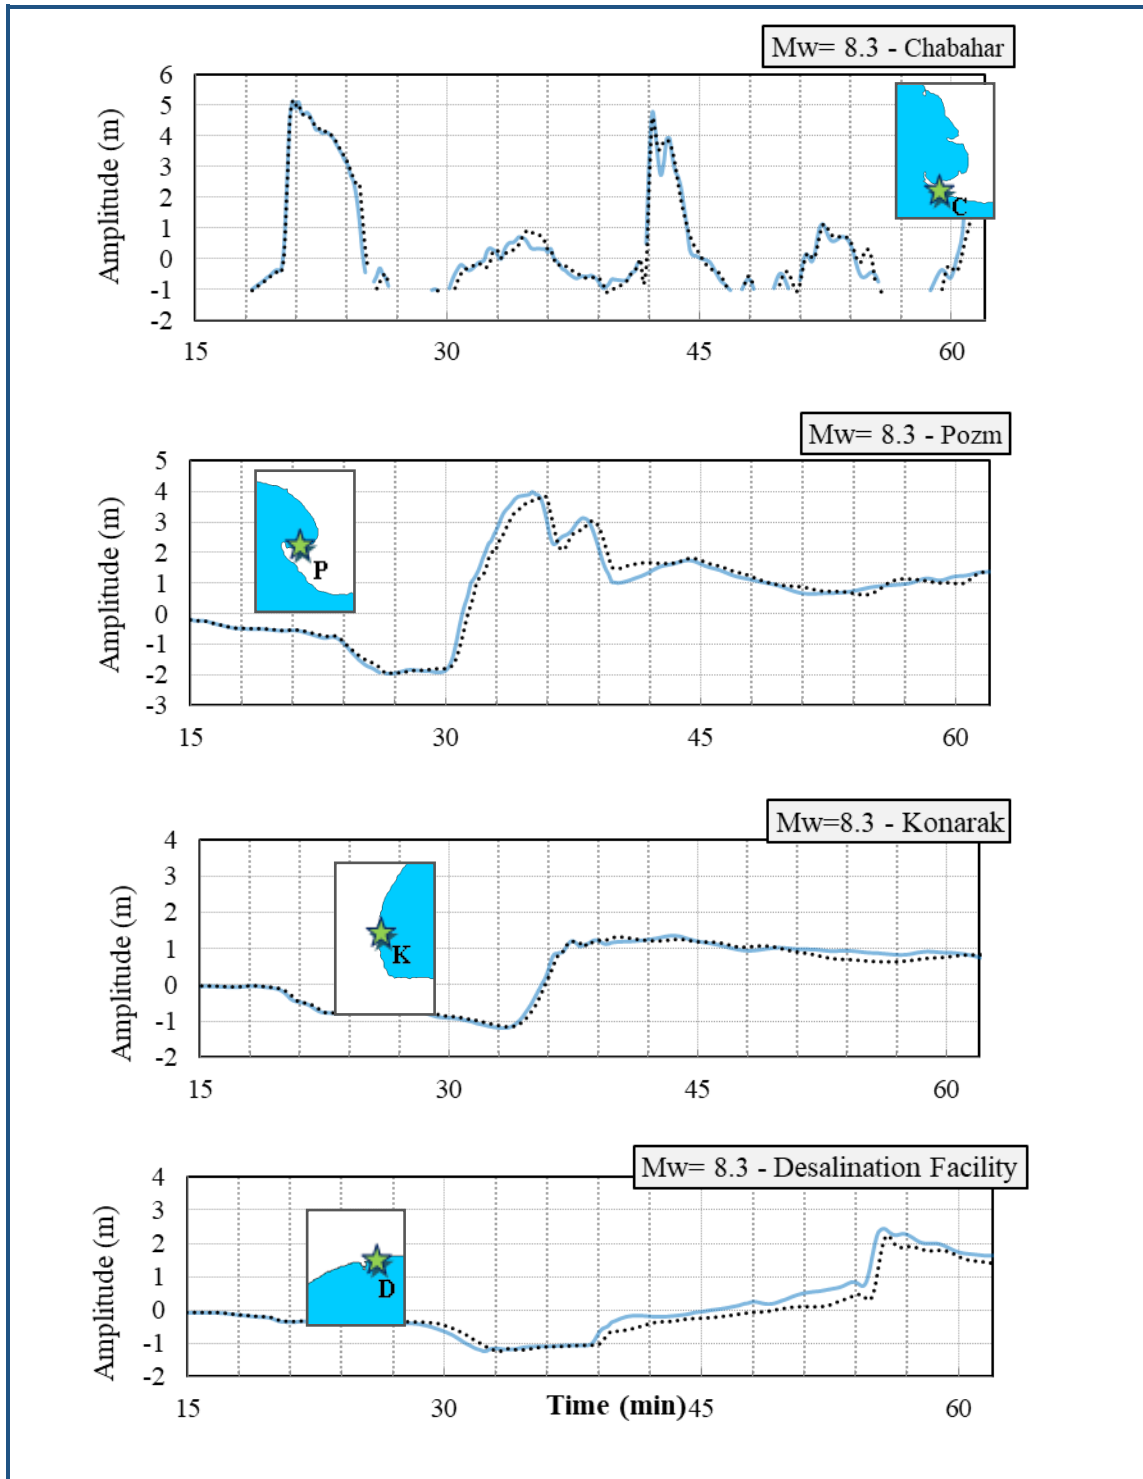 Mw= 8.3 - Chabahar
Amplitude (m)
6
5
4
3
2
1
0
-1
-2
C
15 30 45 60
Mw= 8.3 - Pozm
Amplitude (m)
5
4
3
2
1
0
-1
-2
-3
P
15 30 45 60
Mw=8.3 - Konarak
Amplitude (m)
4
3
2
1
0
-1
-2
K
15 30 45 60
Mw= 8.3 - Desalination Facility
Amplitude (m)
4
3
2
1
0
-1
-2
D
15 30 Time (min) 45 60